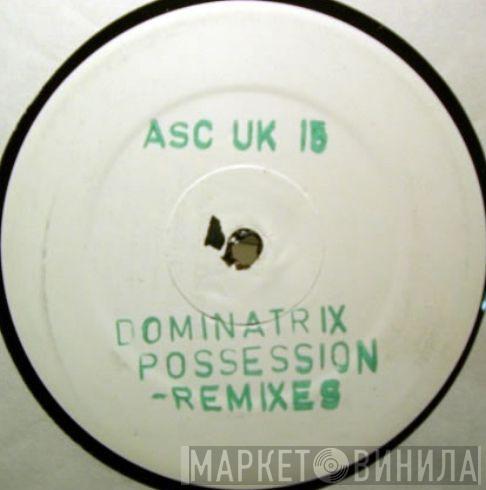 ASC UK 15
DOMINATRIX
POSSESSION
-REMIXES
МАРКЕТ ВИНИЛА